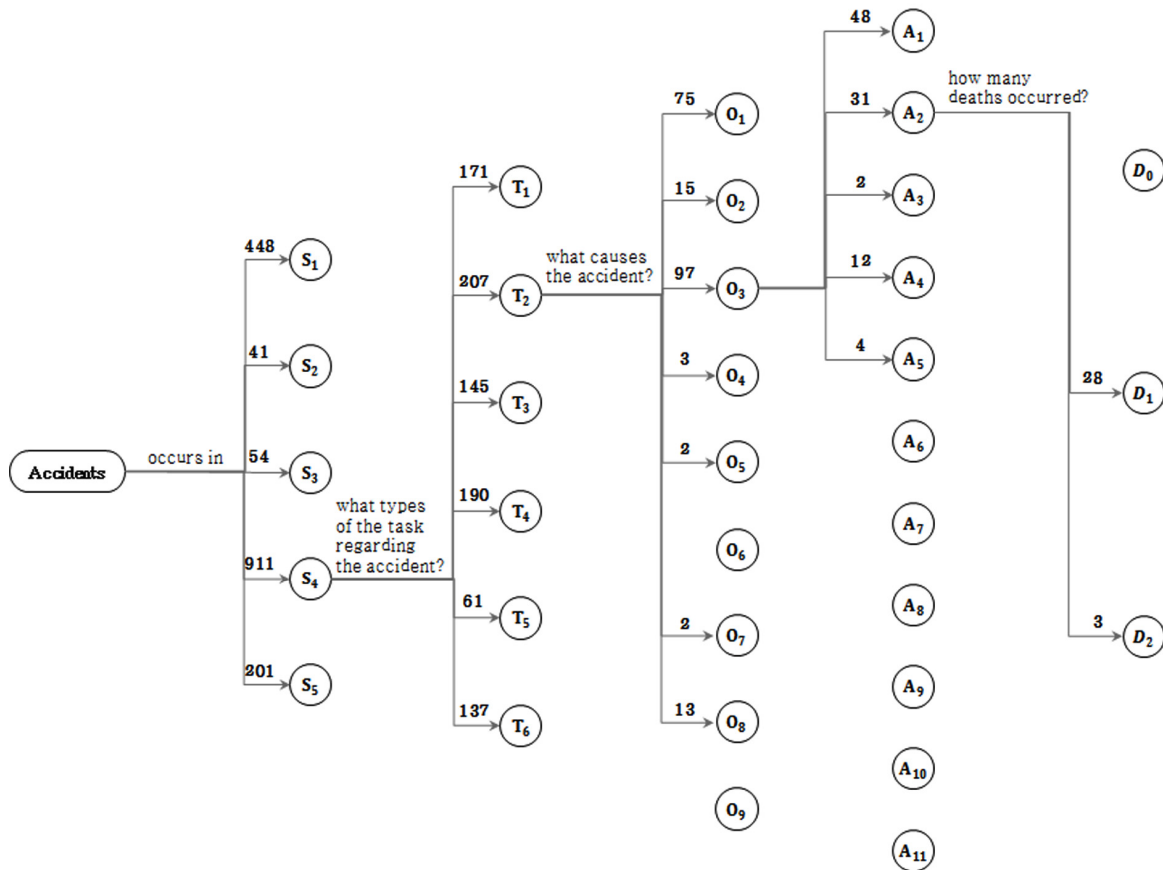 Accidents
occurs in
448
S1
41
S2
54
S3
911
S4
201
S5
what types
of the task
regarding
the accident?
171
T1
207
T2
145
T3
190
T4
61
T5
137
T6
what causes
the accident?
75
O1
15
O2
97
O3
3
O4
2
O5
O6
2
O7
13
O8
O9
48
A1
31
A2
2
A3
12
A4
4
A5
A6
A7
A8
A9
A10
A11
how many
deaths occurred?
D0
28
D1
3
D2